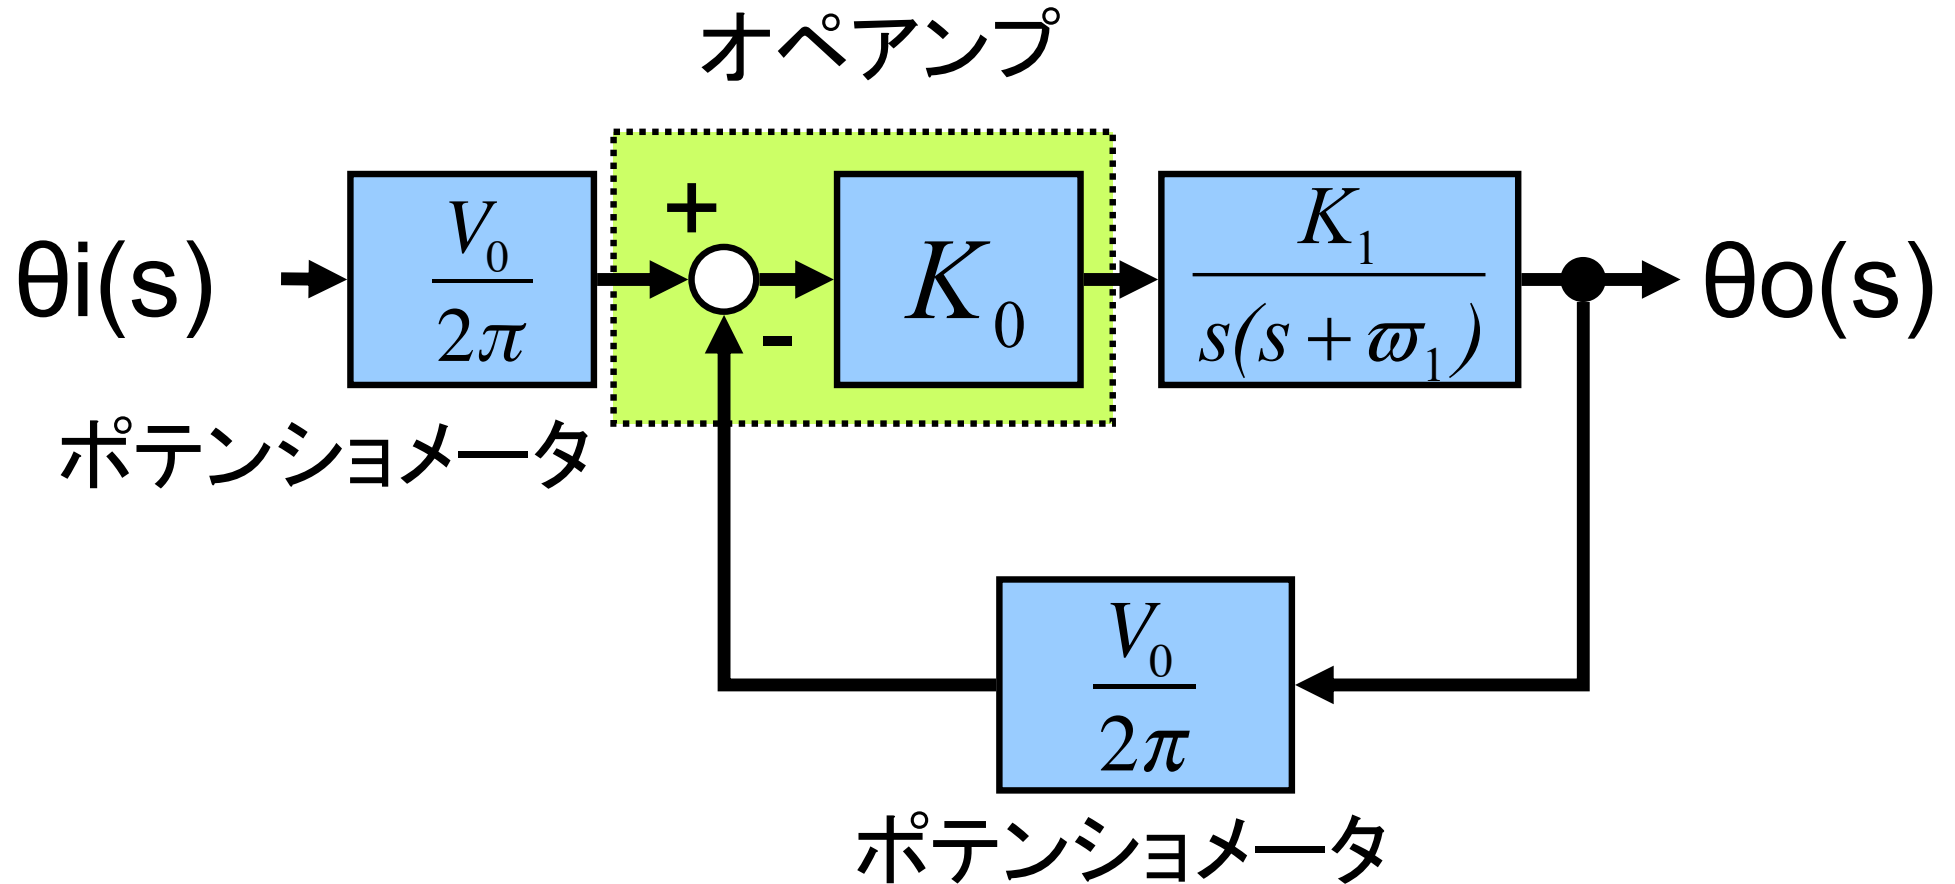 オペアンプ
θi(s)
V0
2π
+
-
K0
K1
s(s+ϖ1)
θo(s)
ポテンショメータ
V0
2π
ポテンショメータ